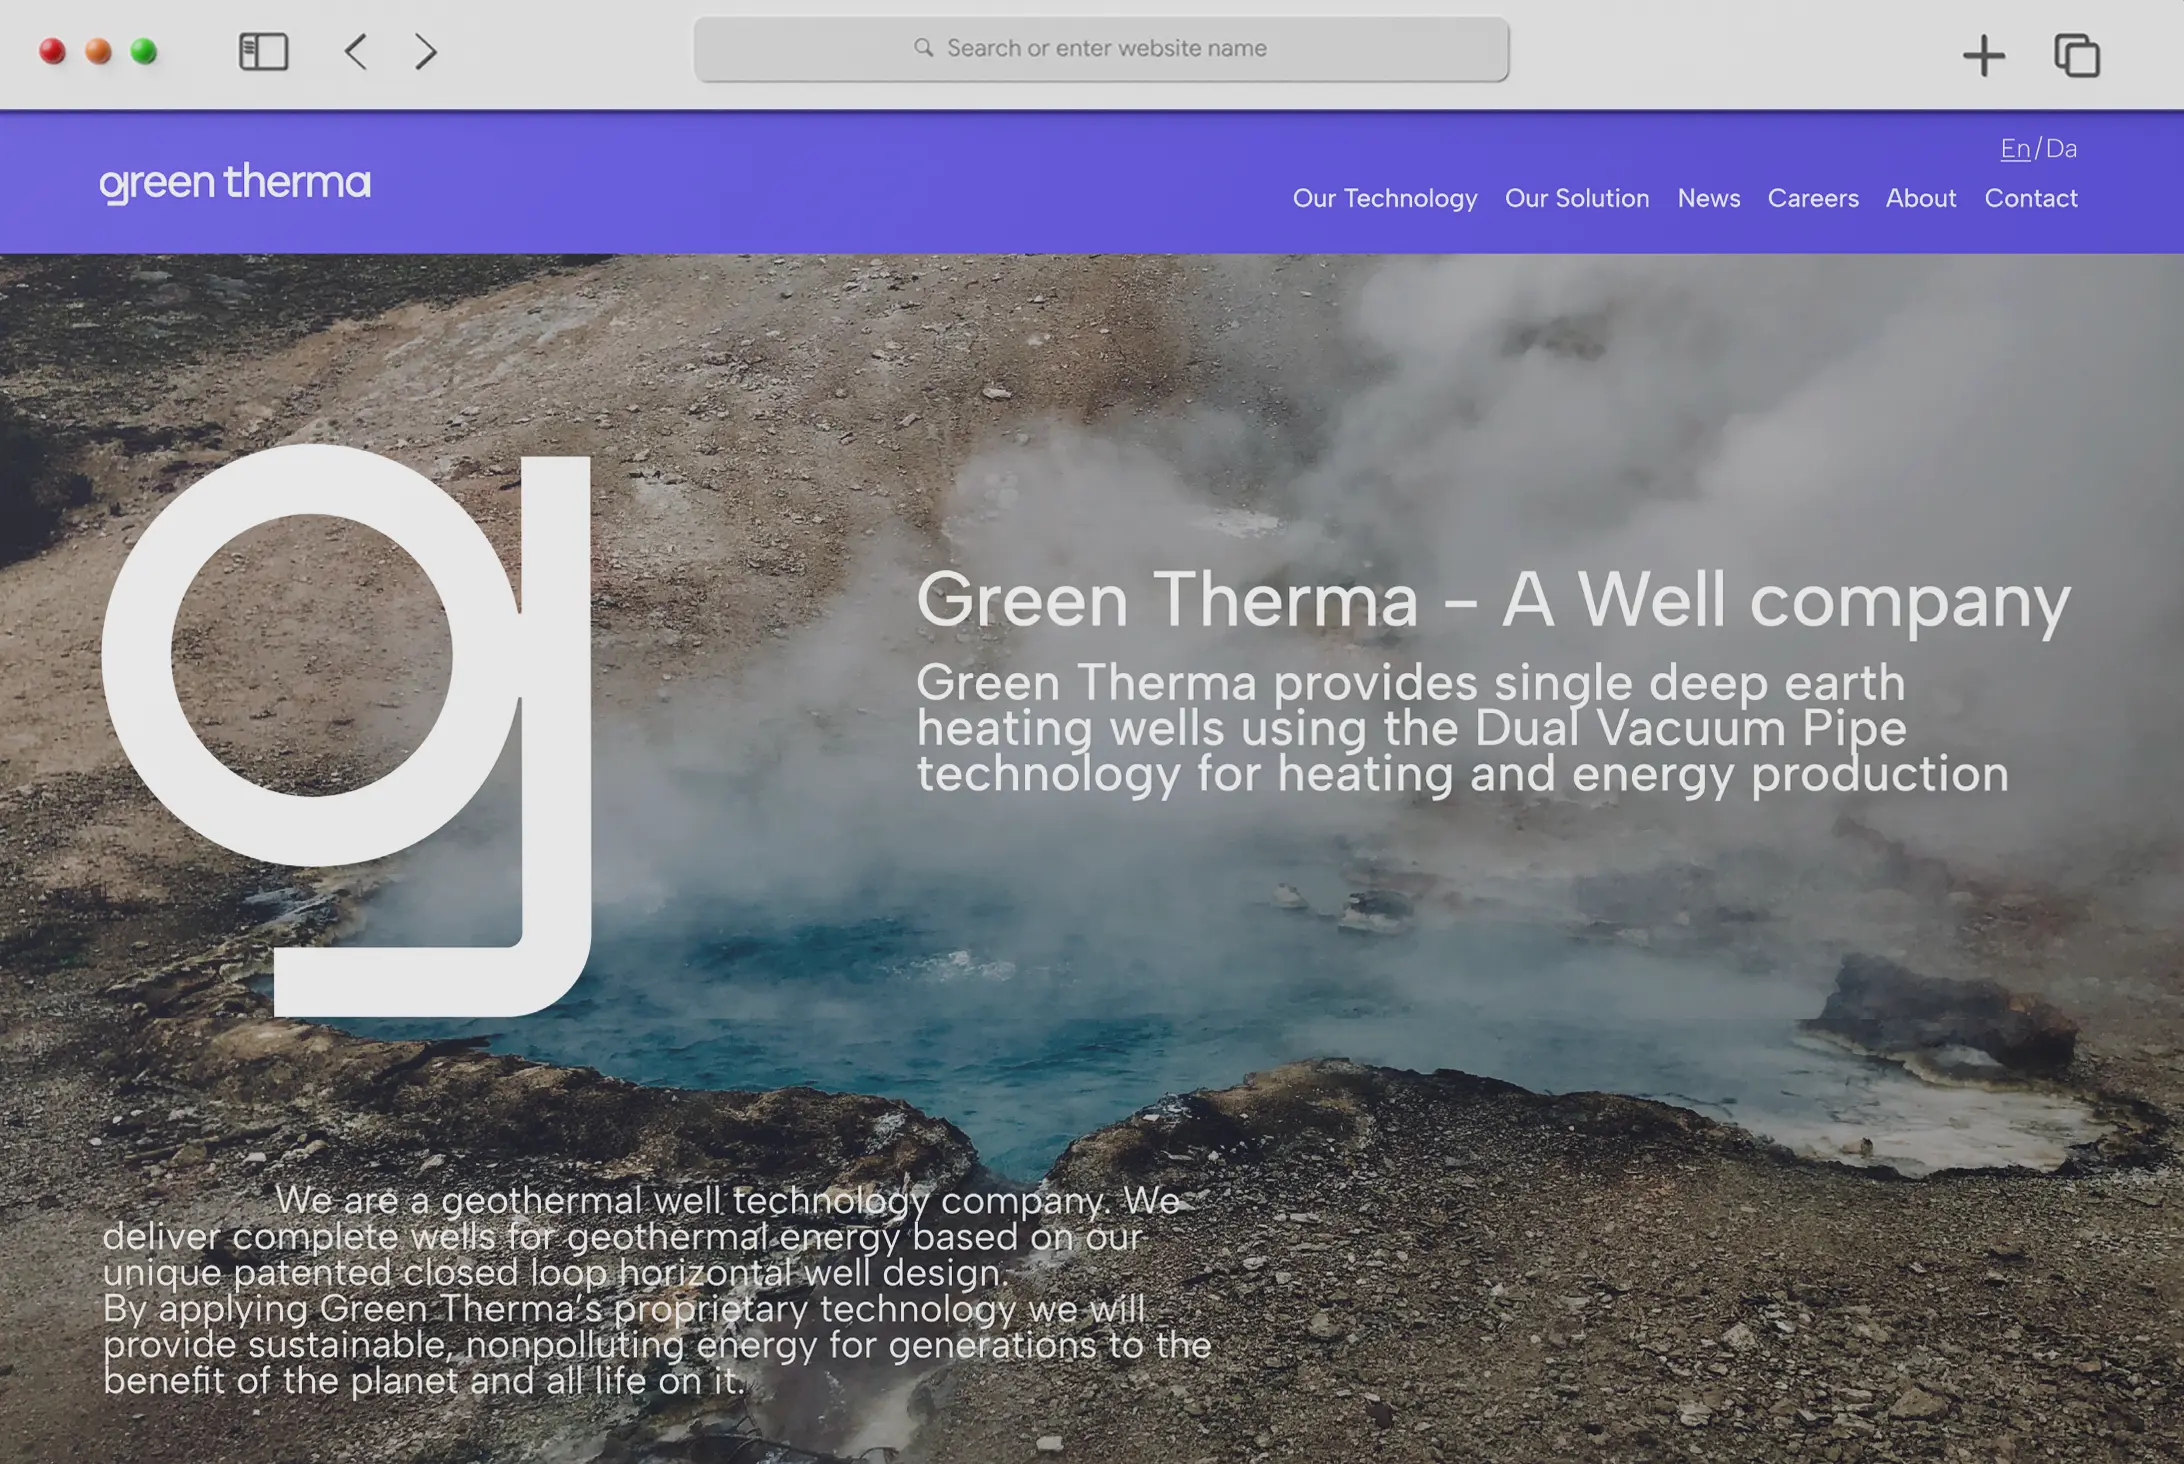 Search or enter website name
En/Da
green therma
Our Technology Our Solution News Careers About Contact
g
Green Therma – A Well company
Green Therma provides single deep earth
heating wells using the Dual Vacuum Pipe
technology for heating and energy production
We are a geothermal well technology company. We
deliver complete wells for geothermal energy based on our
unique patented closed loop horizontal well design.
By applying Green Therma’s proprietary technology we will
provide sustainable, nonpolluting energy for generations to the
benefit of the planet and all life on it.